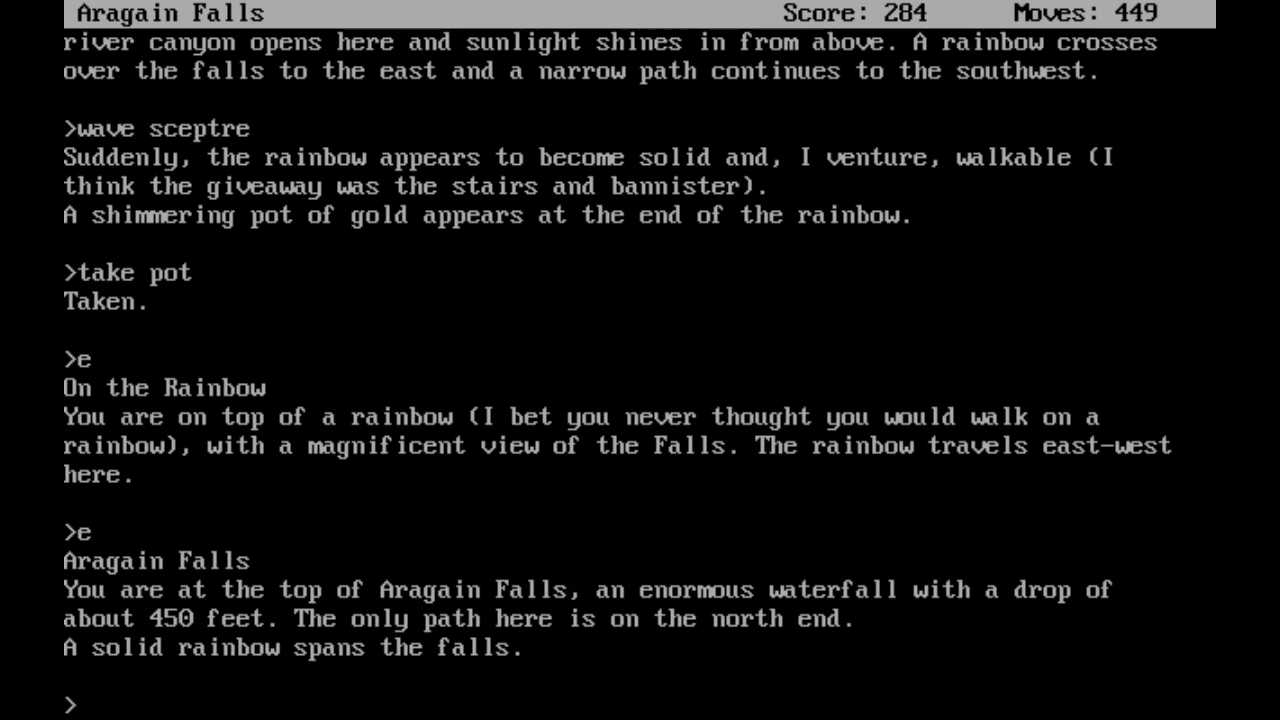 Aragain Falls Score: 284 Moves: 449
river canyon opens here and sunlight shines in from above. A rainbow crosses
over the falls to the east and a narrow path continues to the southwest.
>wave sceptre
Suddenly, the rainbow appears to become solid and, I venture, walkable (I
think the giveaway was the stairs and bannister).
A shimmering pot of gold appears at the end of the rainbow.
>take pot
Taken.
>e
On the Rainbow
You are on top of a rainbow (I bet you never thought you would walk on a
rainbow), with a magnificent view of the Falls. The rainbow travels east-west
here.
>e
Aragain Falls
You are at the top of Aragain Falls, an enormous waterfall with a drop of
about 450 feet. The only path here is on the north end.
A solid rainbow spans the falls.
>